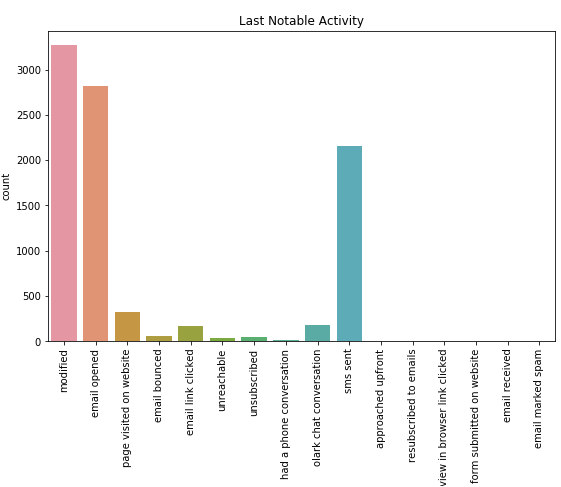 Last Notable Activity
count
3000
2500
2000
1500
1000
500
0
modified
email opened
page visited on website
email bounced
email link clicked
unreachable
unsubscribed
had a phone conversation
olark chat conversation
sms sent
approached upfront
resubscribed to emails
view in browser link clicked
form submitted on website
email received
email marked spam